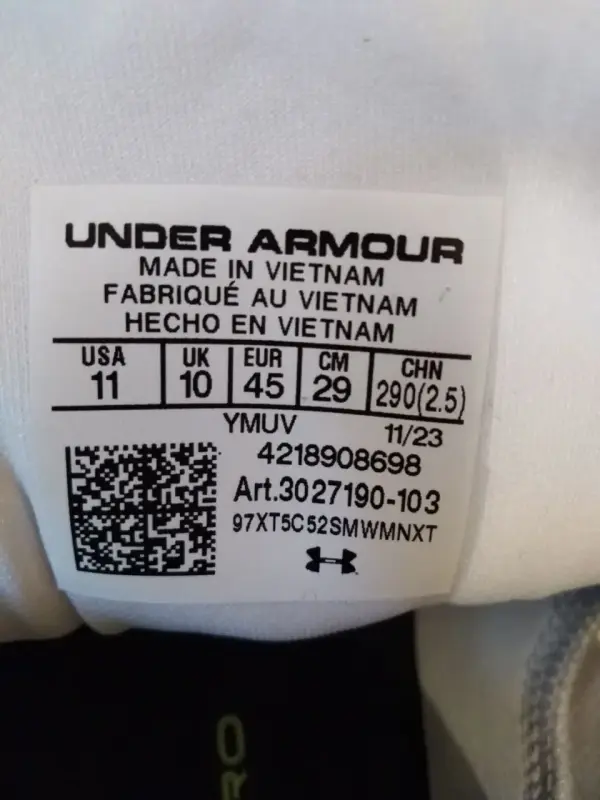 UNDER ARMOUR
MADE IN VIETNAM
FABRIQUÉ AU VIETNAM
HECHO EN VIETNAM
USA UK EUR CM CHN
11 10 45 29 290(2.5)
YMUV 11/23
4218908698
Art.3027190-103
97XT5C52SMWMNXT
RO